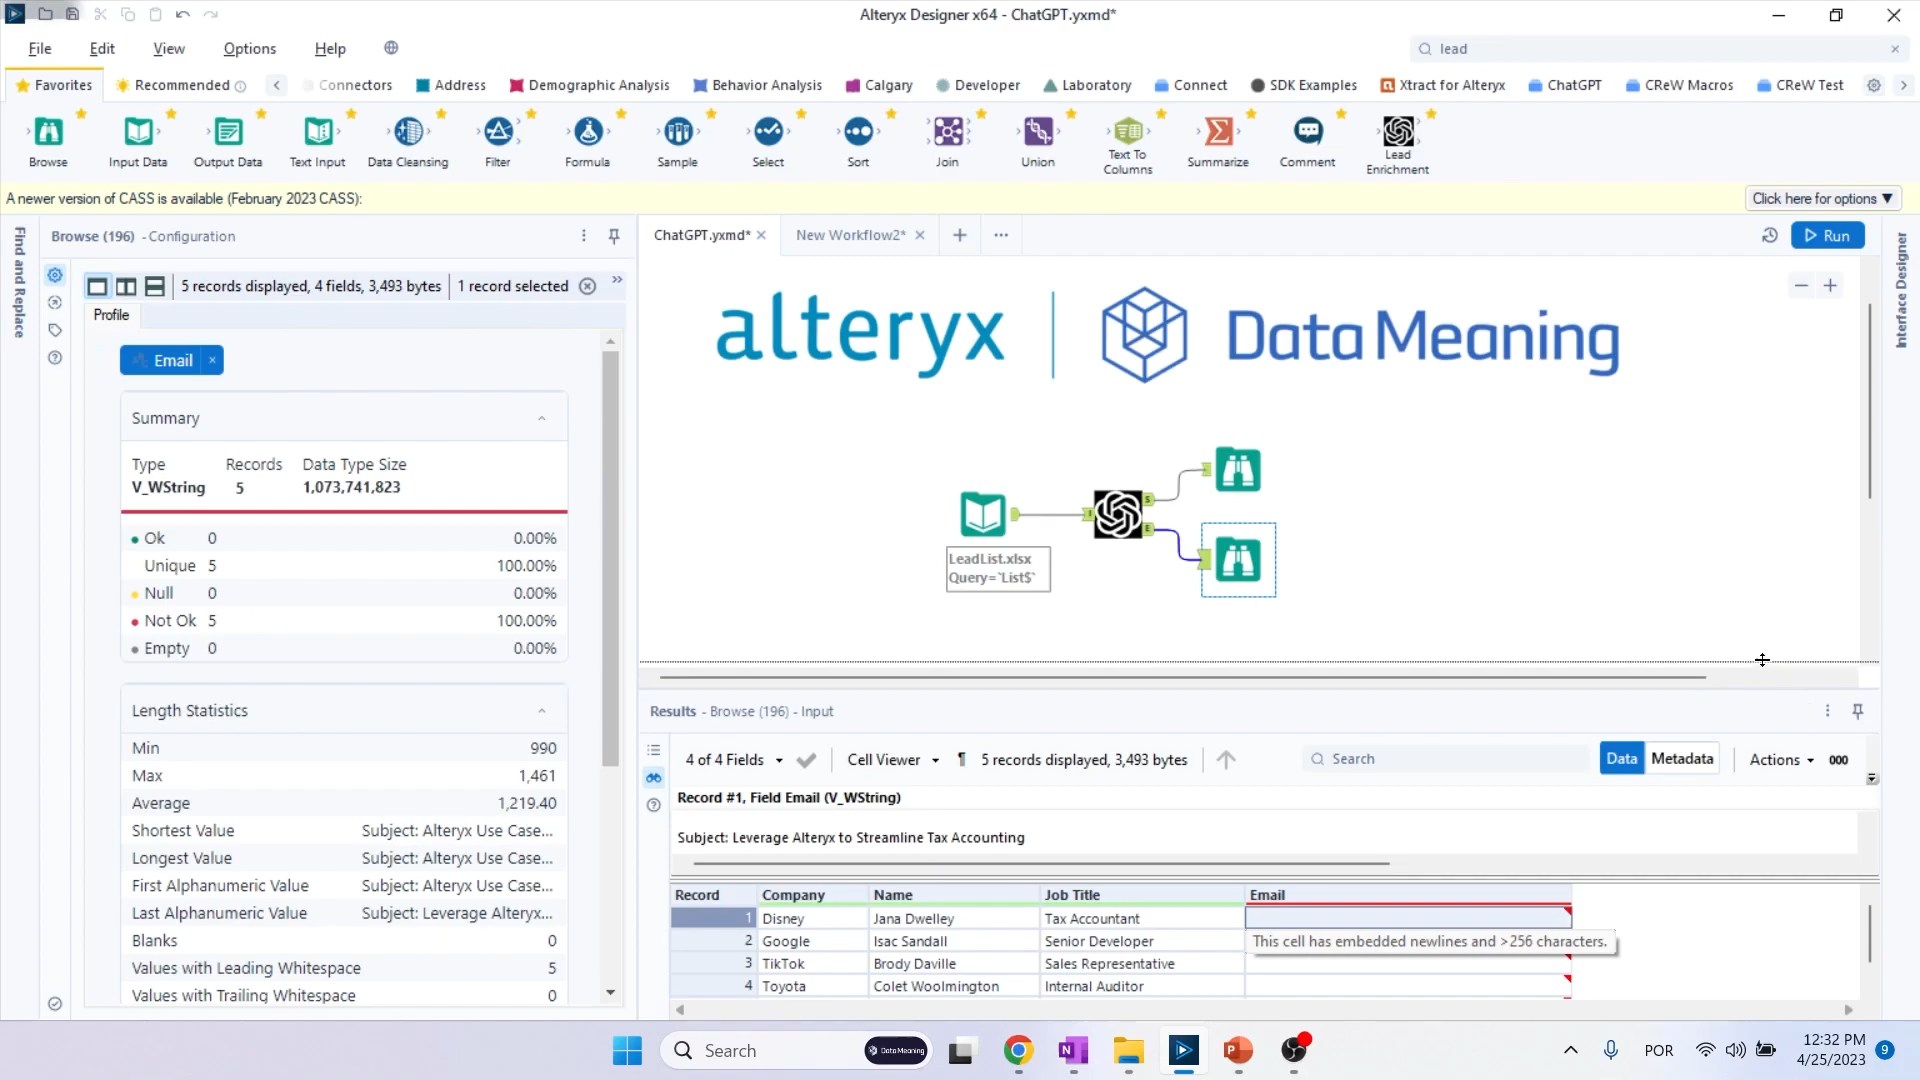 Alteryx Designer x64 - ChatGPT.yxmd*
File Edit View Options Help
lead
Favorites Recommended Connectors Address Demographic Analysis Behavior Analysis Calgary Developer Laboratory Connect SDK Examples Xtract for Alteryx ChatGPT CReW Macros CReW Test
Browse Input Data Output Data Text Input Data Cleansing Filter Formula Sample Select Sort Join Union Text To Columns Summarize Comment Lead Enrichment
A newer version of CASS is available (February 2023 CASS):
Click here for options ▼
Find and Replace
Browse (196) - Configuration
5 records displayed, 4 fields, 3,493 bytes 1 record selected
Profile
Email ×
Summary
Type Records Data Type Size
V_WString 5 1,073,741,823
Ok 0 0.00%
Unique 5 100.00%
Null 0 0.00%
Not Ok 5 100.00%
Empty 0 0.00%
Length Statistics
Min 990
Max 1,461
Average 1,219.40
Shortest Value Subject: Alteryx Use Case...
Longest Value Subject: Alteryx Use Case...
First Alphanumeric Value Subject: Alteryx Use Case...
Last Alphanumeric Value Subject: Leverage Alteryx...
Blanks 0
Values with Leading Whitespace 5
Values with Trailing Whitespace 0
ChatGPT.yxmd* New Workflow2*
Run
Interface Designer
alteryx | Data Meaning
S
I
E
LeadList.xlsx
Query=`List$`
Results - Browse (196) - Input
4 of 4 Fields Cell Viewer ¶ 5 records displayed, 3,493 bytes Search Data Metadata Actions 000
Record #1, Field Email (V_WString)
Subject: Leverage Alteryx to Streamline Tax Accounting
Record Company Name Job Title Email
1 Disney Jana Dwelley Tax Accountant
2 Google Isac Sandall Senior Developer
This cell has embedded newlines and >256 characters.
3 TikTok Brody Daville Sales Representative
4 Toyota Colet Woolmington Internal Auditor
Search
Data Meaning
N
P
POR
12:32 PM
4/25/2023
9